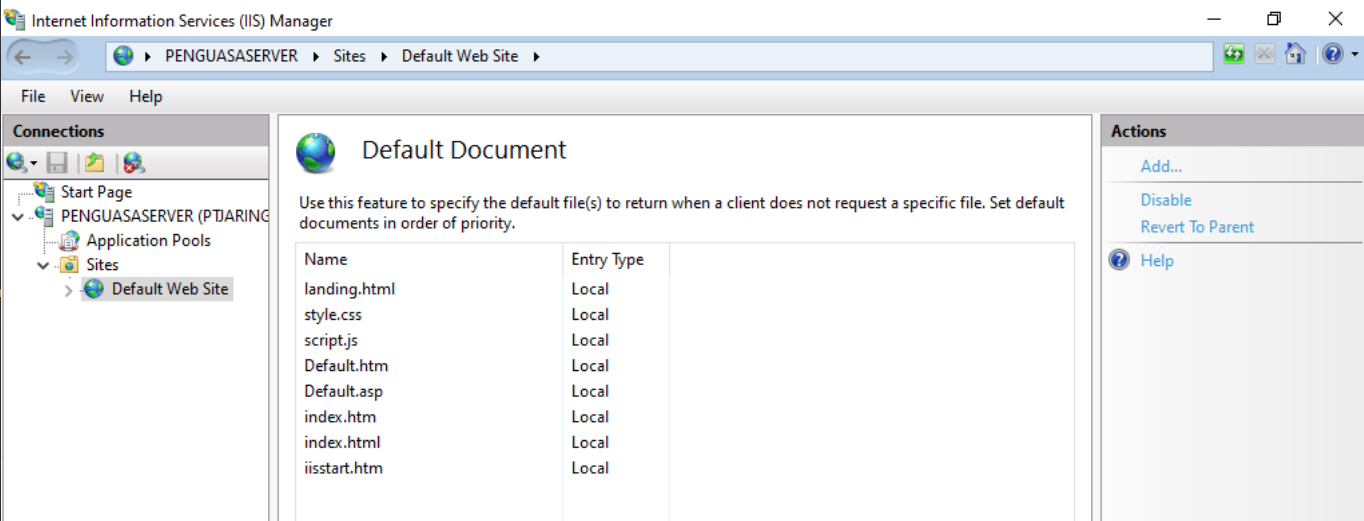 Internet Information Services (IIS) Manager
PENGUASASERVER Sites Default Web Site
File View Help
Connections
Start Page
PENGUASASERVER (PTJARING
Application Pools
Sites
Default Web Site
Default Document
Use this feature to specify the default file(s) to return when a client does not request a specific file. Set default
documents in order of priority.
Name Entry Type
landing.html Local
style.css Local
script.js Local
Default.htm Local
Default.asp Local
index.htm Local
index.html Local
iisstart.htm Local
Actions
Add...
Disable
Revert To Parent
Help